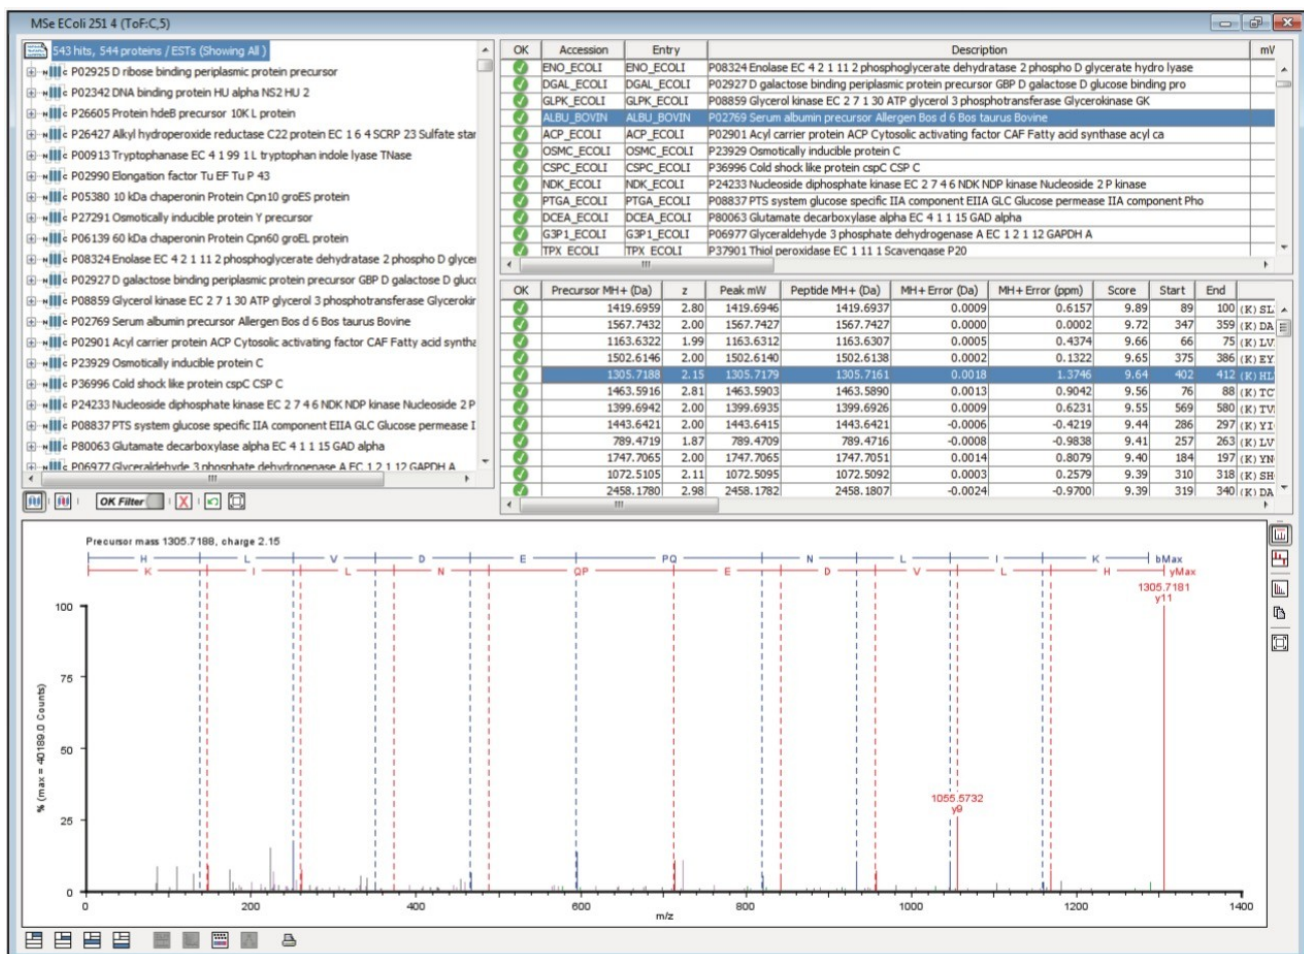 MSe EColi 251 4 (ToF:C,5)
543 hits, 544 proteins / ESTs (Showing All )
P02925 D ribose binding periplasmic protein precursor
P02342 DNA binding protein HU alpha NS2 HU 2
P26605 Protein hdeB precursor 10K L protein
P26427 Alkyl hydroperoxide reductase C22 protein EC 1 6 4 SCRP 23 Sulfate star
P00913 Tryptophanase EC 4 1 99 1 L tryptophan indole lyase TNase
P02990 Elongation factor Tu EF Tu P 43
P05380 10 kDa chaperonin Protein Cpn10 groES protein
P27291 Osmotically inducible protein Y precursor
P06139 60 kDa chaperonin Protein Cpn60 groEL protein
P08324 Enolase EC 4 2 1 11 2 phosphoglycerate dehydratase 2 phospho D glycer
P02927 D galactose binding periplasmic protein precursor GBP D galactose D gluco
P08859 Glycerol kinase EC 2 7 1 30 ATP glycerol 3 phosphotransferase Glycerokin
P02769 Serum albumin precursor Allergen Bos d 6 Bos taurus Bovine
P02901 Acyl carrier protein ACP Cytosolic activating factor CAF Fatty acid syntha
P23929 Osmotically inducible protein C
P36996 Cold shock like protein cspC CSP C
P24233 Nucleoside diphosphate kinase EC 2 7 4 6 NDK NDP kinase Nucleoside 2 P
P08837 PTS system glucose specific IIA component EIIA GLC Glucose permease I
P80063 Glutamate decarboxylase alpha EC 4 1 1 15 GAD alpha
P06977 Glyceraldehyde 3 phosphate dehydrogenase A EC 1 2 1 12 GAPDH A
OK Filter
OK Accession Entry Description mW
ENO_ECOLI ENO_ECOLI P08324 Enolase EC 4 2 1 11 2 phosphoglycerate dehydratase 2 phospho D glycerate hydro lyase
DGAL_ECOLI DGAL_ECOLI P02927 D galactose binding periplasmic protein precursor GBP D galactose D glucose binding pro
GLPK_ECOLI GLPK_ECOLI P08859 Glycerol kinase EC 2 7 1 30 ATP glycerol 3 phosphotransferase Glycerokinase GK
ALBU_BOVIN ALBU_BOVIN P02769 Serum albumin precursor Allergen Bos d 6 Bos taurus Bovine
ACP_ECOLI ACP_ECOLI P02901 Acyl carrier protein ACP Cytosolic activating factor CAF Fatty acid synthase acyl ca
OSMC_ECOLI OSMC_ECOLI P23929 Osmotically inducible protein C
CSPC_ECOLI CSPC_ECOLI P36996 Cold shock like protein cspC CSP C
NDK_ECOLI NDK_ECOLI P24233 Nucleoside diphosphate kinase EC 2 7 4 6 NDK NDP kinase Nucleoside 2 P kinase
PTGA_ECOLI PTGA_ECOLI P08837 PTS system glucose specific IIA component EIIA GLC Glucose permease IIA component Pho
DCEA_ECOLI DCEA_ECOLI P80063 Glutamate decarboxylase alpha EC 4 1 1 15 GAD alpha
G3P1_ECOLI G3P1_ECOLI P06977 Glyceraldehyde 3 phosphate dehydrogenase A EC 1 2 1 12 GAPDH A
TPX_ECOLI TPX_ECOLI P37901 Thiol peroxidase EC 1 11 1 Scavengase P20
OK Precursor MH+ (Da) z Peak mW Peptide MH+ (Da) MH+ Error (Da) MH+ Error (ppm) Score Start End
1419.6959 2.80 1419.6946 1419.6937 0.0009 0.6157 9.89 89 100 (K) SL
1567.7432 2.00 1567.7427 1567.7427 0.0000 0.0002 9.72 347 359 (K) DA
1163.6322 1.99 1163.6312 1163.6307 0.0005 0.4374 9.66 66 75 (K) LV
1502.6146 2.00 1502.6140 1502.6138 0.0002 0.1322 9.65 375 386 (K) EY
1305.7188 2.15 1305.7179 1305.7161 0.0018 1.3746 9.64 402 412 (K) HL
1463.5916 2.81 1463.5903 1463.5890 0.0013 0.9042 9.56 76 88 (K) TC
1399.6942 2.00 1399.6935 1399.6926 0.0009 0.6231 9.55 569 580 (K) TV
1443.6421 2.00 1443.6415 1443.6421 -0.0006 -0.4219 9.44 286 297 (K) YI
789.4719 1.87 789.4709 789.4716 -0.0008 -0.9838 9.41 257 263 (K) LV
1747.7065 2.00 1747.7065 1747.7051 0.0014 0.8079 9.40 184 197 (K) YN
1072.5105 2.11 1072.5095 1072.5092 0.0003 0.2579 9.39 310 318 (K) SH
2458.1780 2.98 2458.1782 2458.1807 -0.0024 -0.9700 9.39 319 340 (K) DA
Precursor mass 1305.7188, charge 2.15
H L V D E PQ N L I K bMax
K I L N QP E D V L H yMax
1305.7181
y11
1055.5732
y9
% (max = 40189.0 Counts)
100
75
50
25
0
0 200 400 600 800 1000 1200 1400
m/z